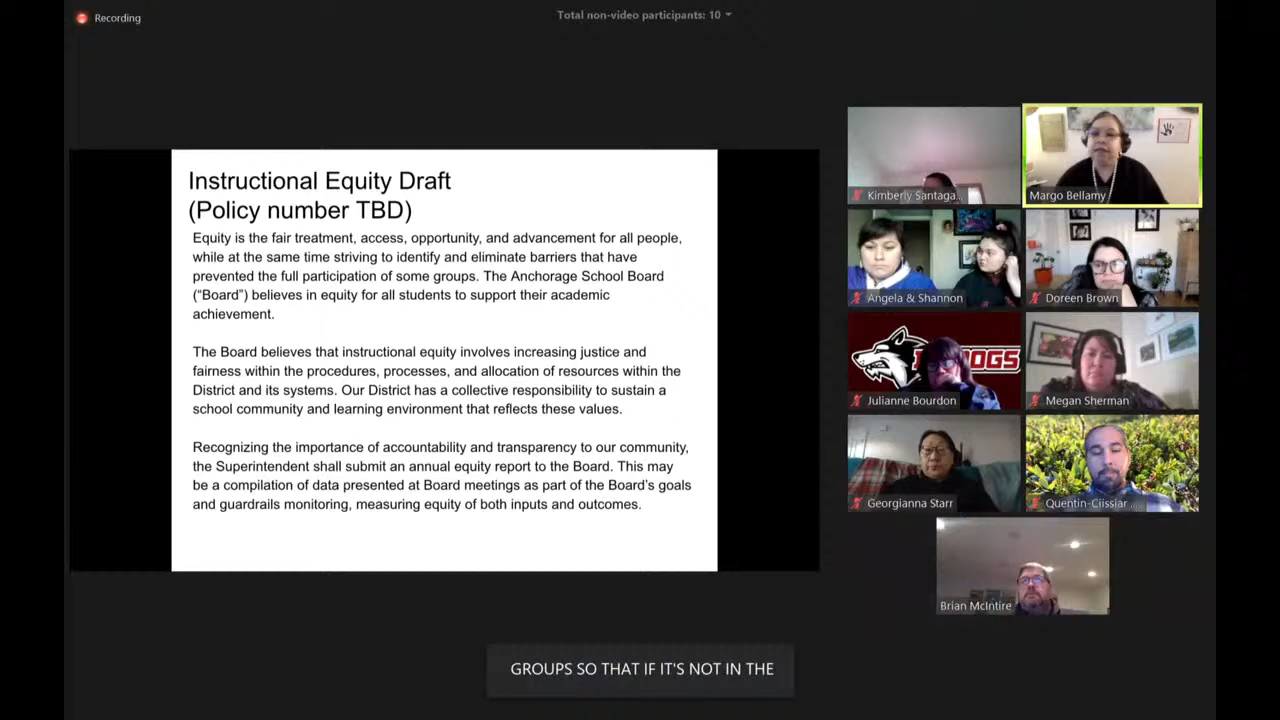 Recording
Total non-video participants: 10
Instructional Equity Draft
(Policy number TBD)
Equity is the fair treatment, access, opportunity, and advancement for all people,
while at the same time striving to identify and eliminate barriers that have
prevented the full participation of some groups. The Anchorage School Board
(“Board”) believes in equity for all students to support their academic
achievement.
The Board believes that instructional equity involves increasing justice and
fairness within the procedures, processes, and allocation of resources within the
District and its systems. Our District has a collective responsibility to sustain a
school community and learning environment that reflects these values.
Recognizing the importance of accountability and transparency to our community,
the Superintendent shall submit an annual equity report to the Board. This may
be a compilation of data presented at Board meetings as part of the Board’s goals
and guardrails monitoring, measuring equity of both inputs and outcomes.
Kimberly Santaga...
Margo Bellamy
Angela & Shannon
Doreen Brown
Julianne Bourdon
Megan Sherman
Georgianna Starr
Quentin-Ciissiar ...
Brian McIntire
GROUPS SO THAT IF IT'S NOT IN THE